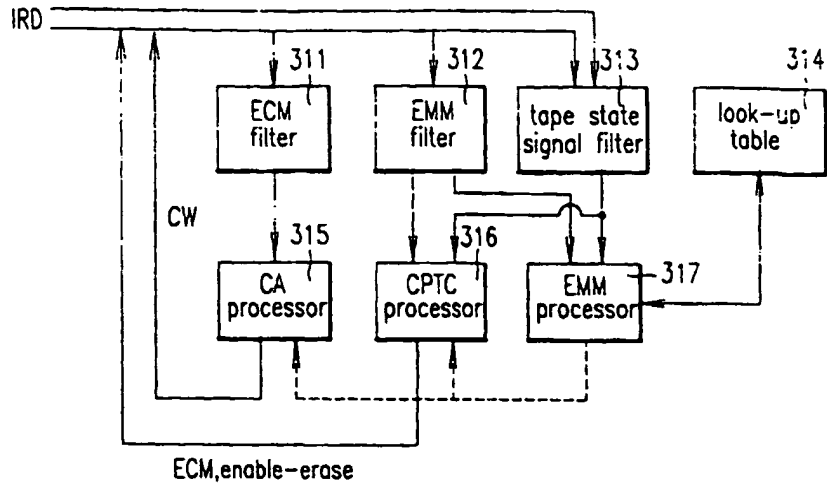 IRD
311
312
313
314
ECM
filter
EMM
filter
tape state
signal filter
look-up
table
CW
315
316
317
CA
processor
CPTC
processor
EMM
processor
ECM,enable-erase